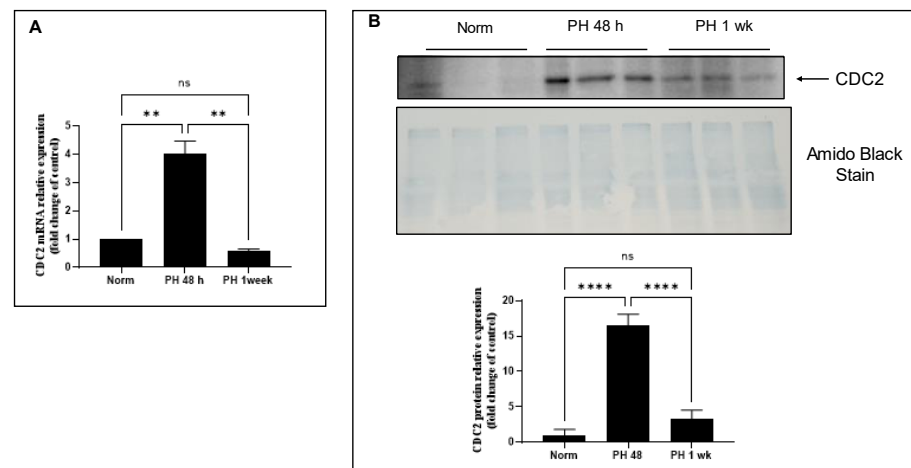 A
ns
**
**
CDC2 mRNA relative expression
(fold change of control)
5
4
3
2
1
0
Norm
PH 48 h
PH 1week
B
Norm
PH 48 h
PH 1 wk
CDC2
Amido Black
Stain
ns
****
****
CDC2 protein relative expression
(fold change of control)
20
15
10
5
0
Norm
PH 48
PH 1 wk